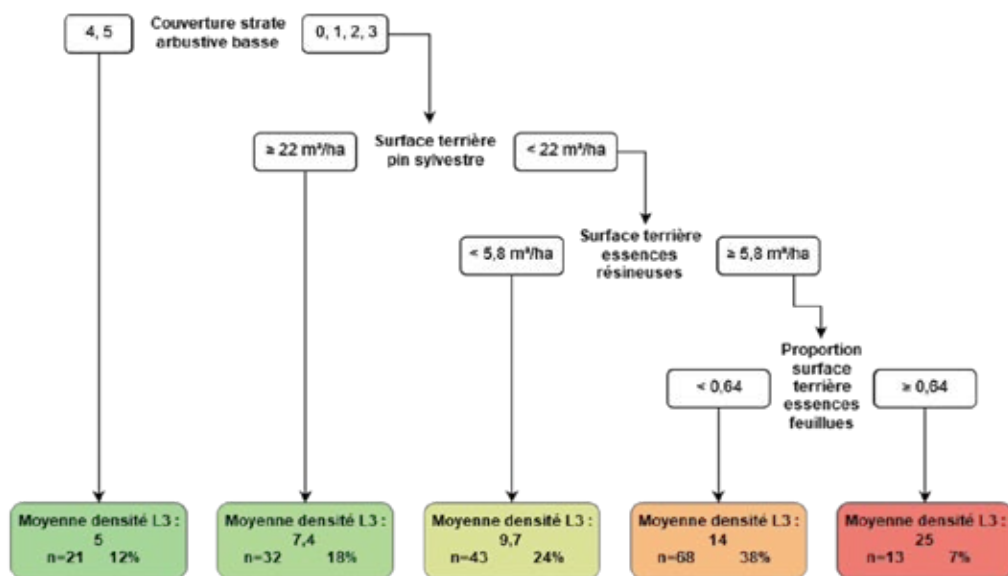 4, 5
Couverture strate
arbustive basse
0, 1, 2, 3
≥ 22 m²/ha
Surface terrière
pin sylvestre
< 22 m²/ha
< 5,8 m²/ha
Surface terrière
essences
résineuses
≥ 5,8 m²/ha
< 0,64
Proportion
surface
terrière
essences
feuillues
≥ 0,64
Moyenne densité L3 :
5
n=21 12%
Moyenne densité L3 :
7,4
n=32 18%
Moyenne densité L3 :
9,7
n=43 24%
Moyenne densité L3 :
14
n=68 38%
Moyenne densité L3 :
25
n=13 7%